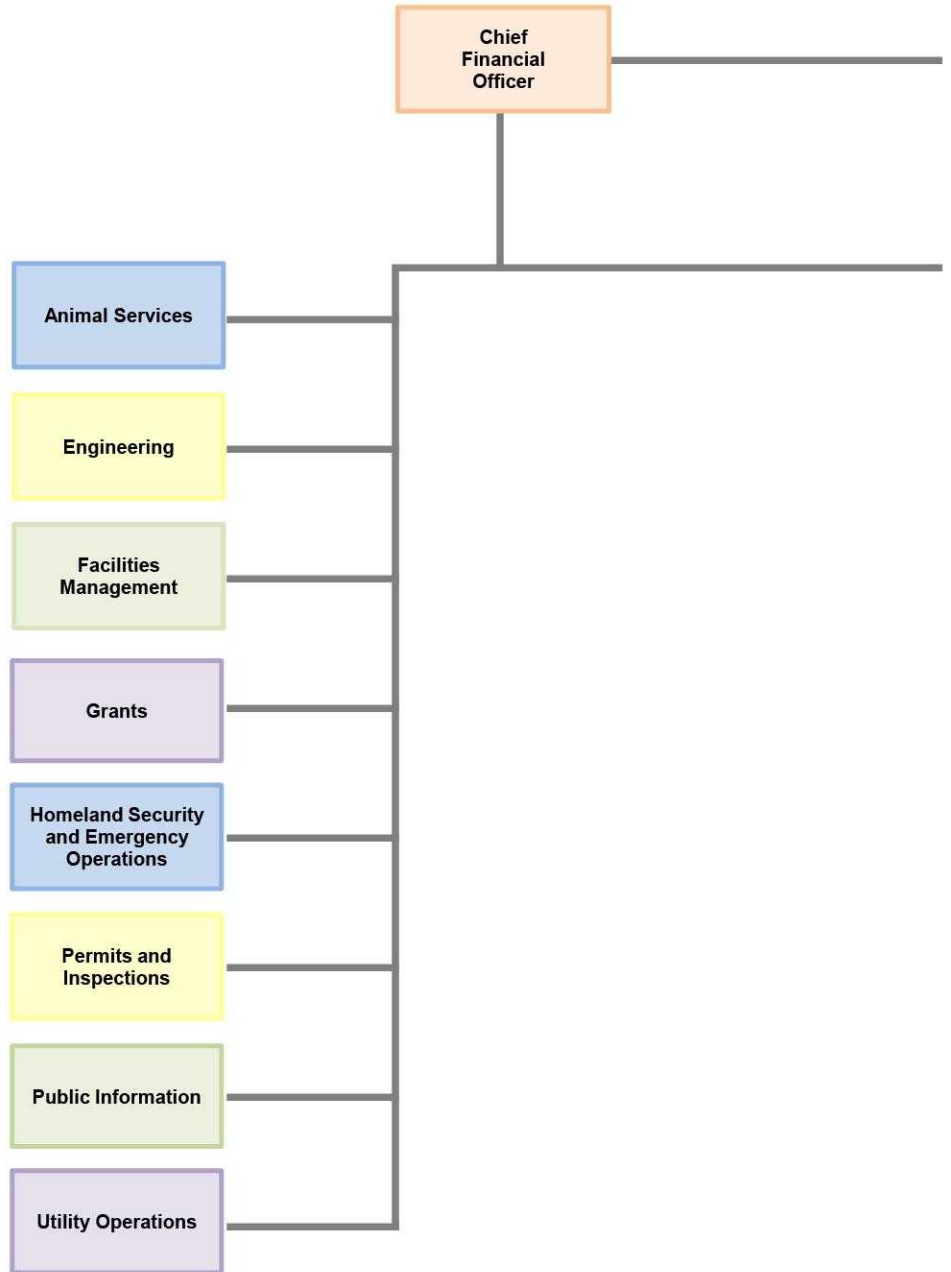 Chief
Financial
Officer
Animal Services
Engineering
Facilities
Management
Grants
Homeland Security
and Emergency
Operations
Permits and
Inspections
Public Information
Utility Operations